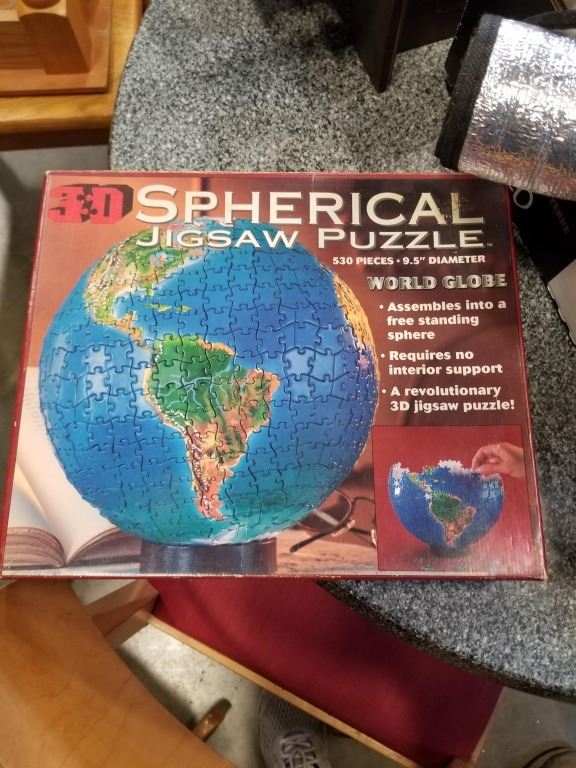 3-D SPHERICAL
JIGSAW PUZZLE™
530 PIECES • 9.5" DIAMETER
WORLD GLOBE
• Assembles into a
free standing
sphere
• Requires no
interior support
• A revolutionary
3D jigsaw puzzle!